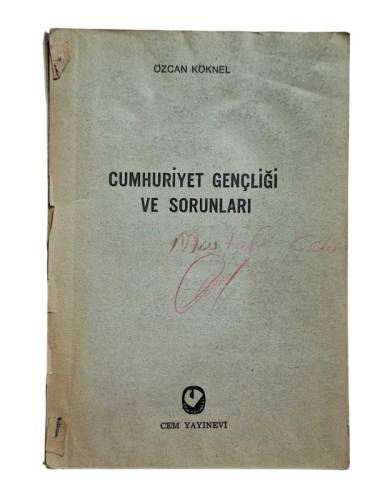 ÖZCAN KÖKNEL
CUMHURİYET GENÇLİĞİ
VE SORUNLARI
CEM YAYINEVİ